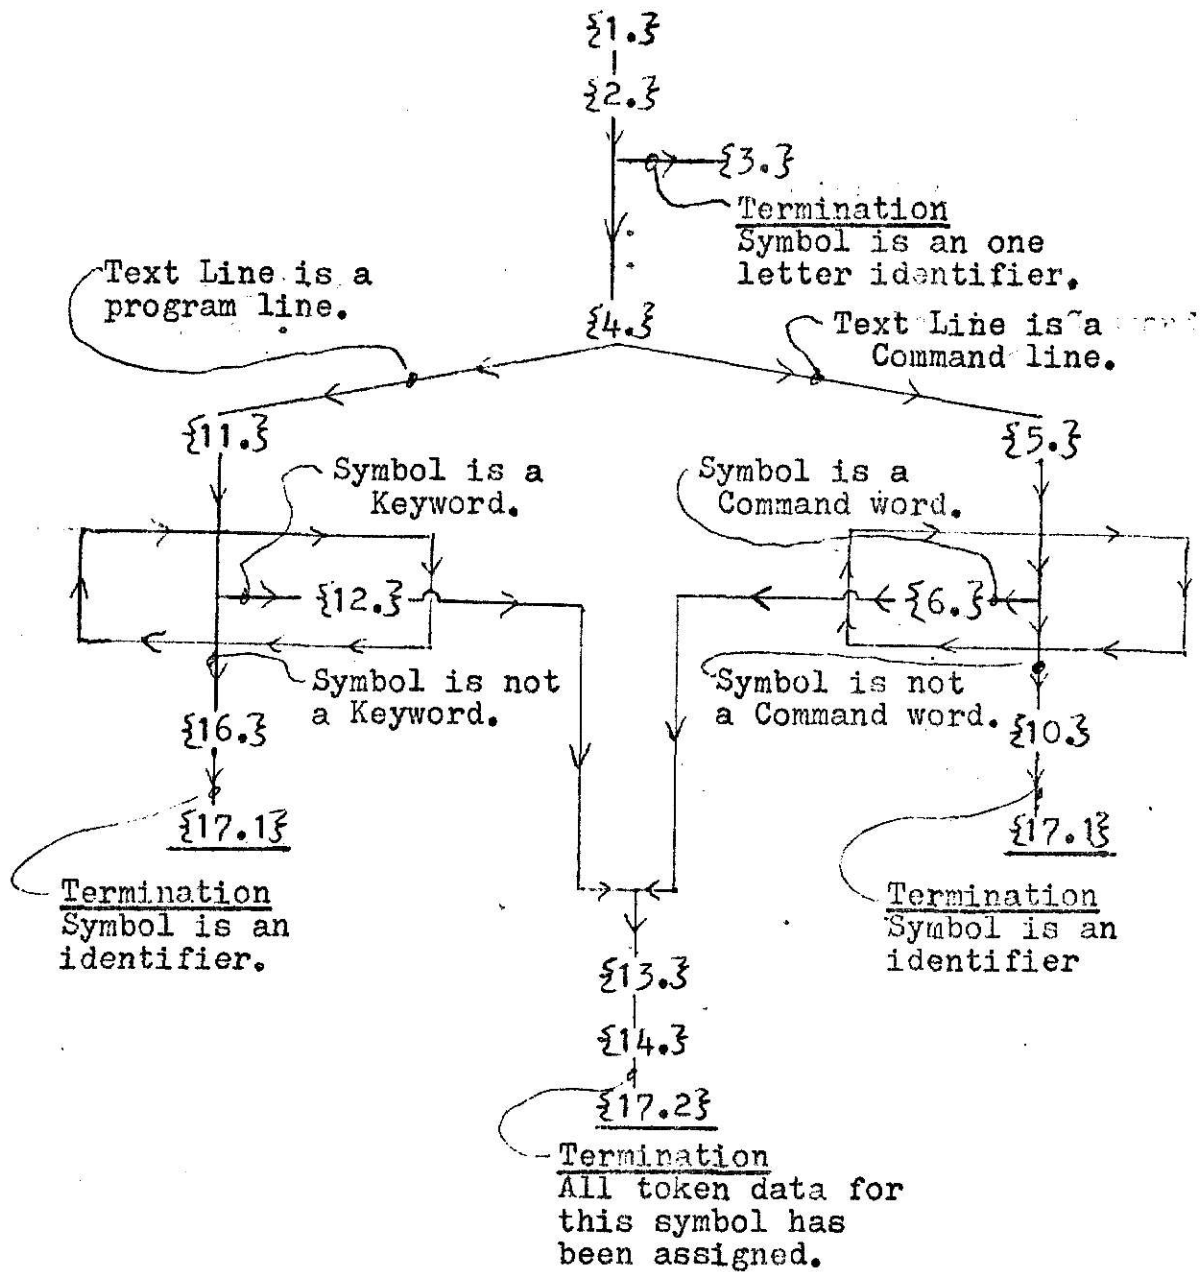 {1.}
{2.}
{3.}
Termination
Symbol is an one
letter identifier.
Text Line is a
program line.
{4.}
Text Line is a
Command line.
{11.}
{5.}
Symbol is a
Keyword.
Symbol is a
Command word.
{12.}
{6.}
Symbol is not
a Keyword.
Symbol is not
a Command word.
{16.}
{10.}
{17.1}
{17.1}
Termination
Symbol is an
identifier.
Termination
Symbol is an
identifier
{13.}
{14.}
{17.2}
Termination
All token data for
this symbol has
been assigned.